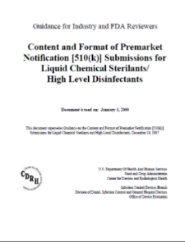 Guidance for Industry and FDA Reviewers
Content and Format of Premarket
Notification [510(k)] Submissions for
Liquid Chemical Sterilants/
High Level Disinfectants
Document issued on: January 3, 2000
This document supersedes Guidance on the Content and Format of Premarket Notification [510(k)]
Submissions for Liquid Chemical Sterilants and High Level Disinfectants, December 18, 1997
CDRH
U.S. Department Of Health And Human Services
Food and Drug Administration
Center for Devices and Radiological Health
Infection Control Devices Branch
Division of Dental, Infection Control and General Hospital Devices
Office of Device Evaluation